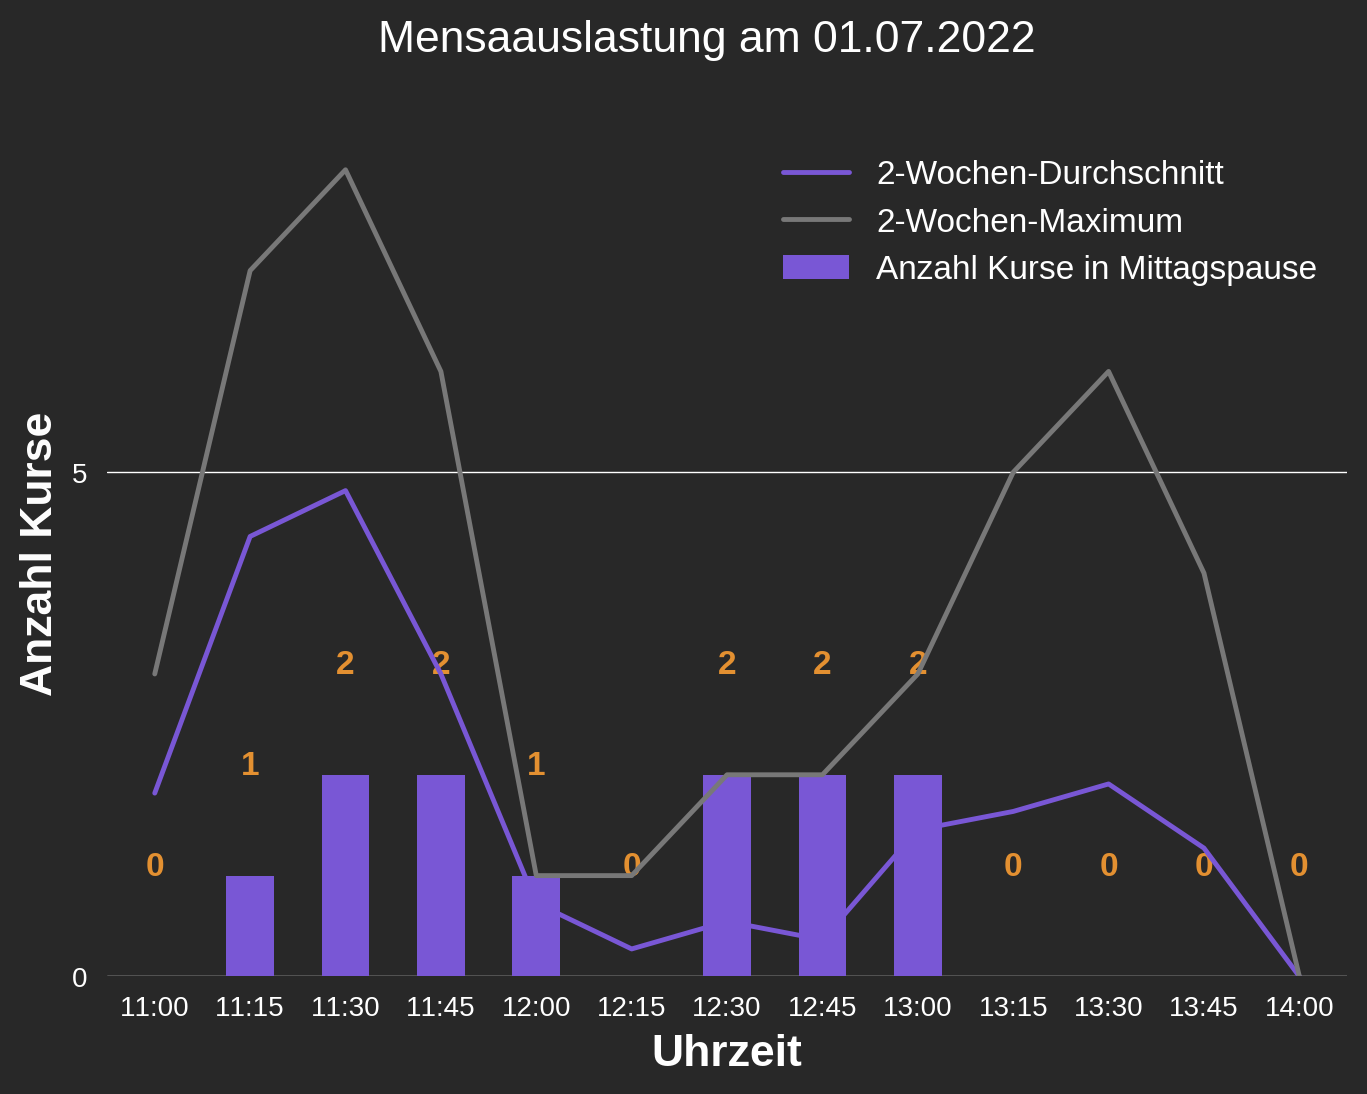 Mensaauslastung am 01.07.2022
2-Wochen-Durchschnitt
2-Wochen-Maximum
Anzahl Kurse in Mittagspause
Anzahl Kurse
5
0
2 2 2 2 2
1 1
0 0 0 0 0 0
11:00 11:15 11:30 11:45 12:00 12:15 12:30 12:45 13:00 13:15 13:30 13:45 14:00
Uhrzeit